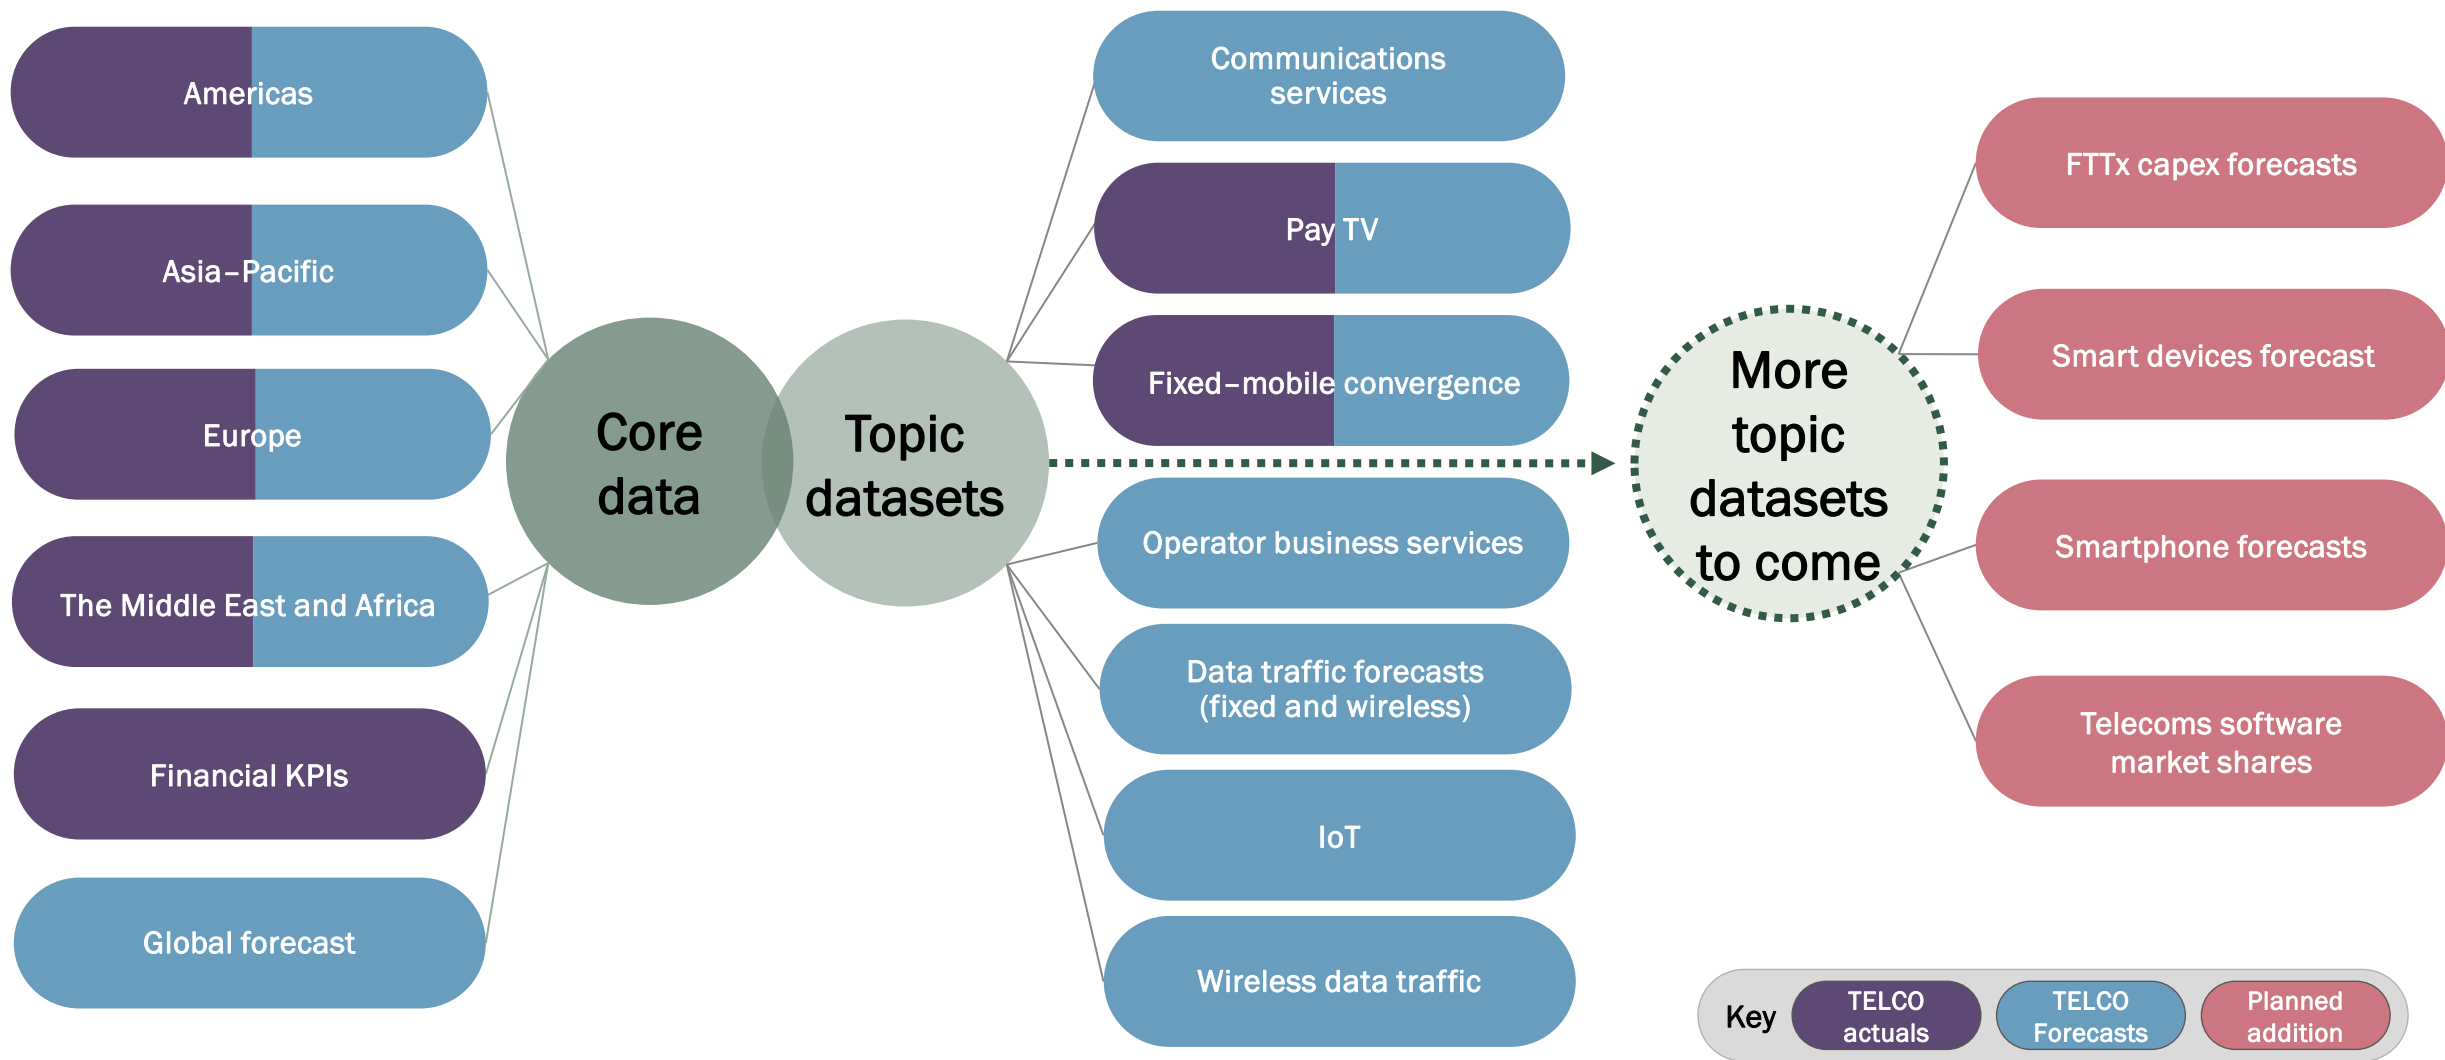 Americas
Asia–Pacific
Europe
The Middle East and Africa
Financial KPIs
Global forecast
Core
data
Topic
datasets
Communications
services
Pay TV
Fixed–mobile convergence
Operator business services
Data traffic forecasts
(fixed and wireless)
IoT
Wireless data traffic
More
topic
datasets
to come
FTTx capex forecasts
Smart devices forecast
Smartphone forecasts
Telecoms software
market shares
Key
TELCO
actuals
TELCO
Forecasts
Planned
addition